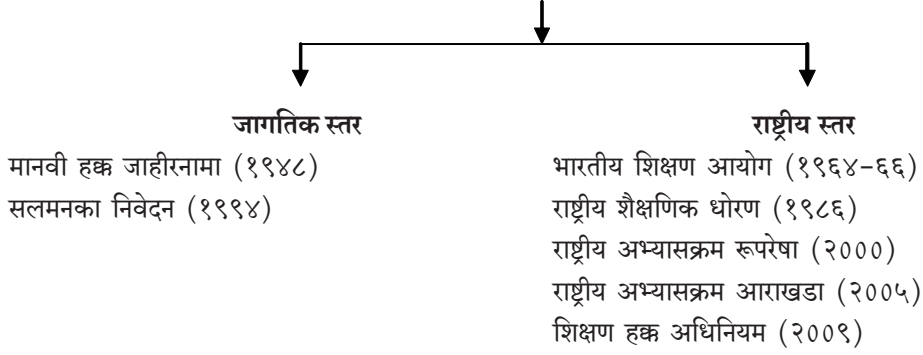 जागतिक स्तर
मानवी हक्क जाहीरनामा (१९४८)
सलमनका निवेदन (१९९४)
राष्ट्रीय स्तर
भारतीय शिक्षण आयोग (१९६४-६६)
राष्ट्रीय शैक्षणिक धोरण (१९८६)
राष्ट्रीय अभ्यासक्रम रूपरेषा (२०००)
राष्ट्रीय अभ्यासक्रम आराखडा (२००५)
शिक्षण हक्क अधिनियम (२००९)